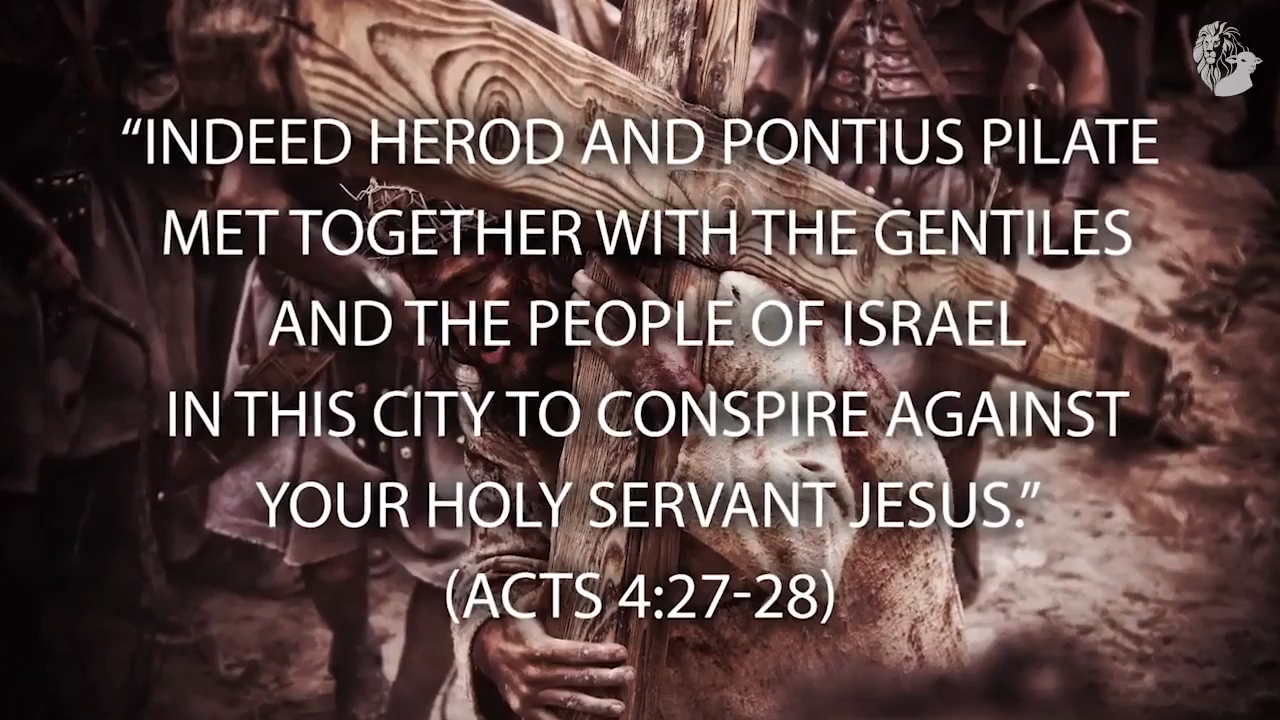 “INDEED HEROD AND PONTIUS PILATE
MET TOGETHER WITH THE GENTILES
AND THE PEOPLE OF ISRAEL
IN THIS CITY TO CONSPIRE AGAINST
YOUR HOLY SERVANT JESUS.”
(ACTS 4:27-28)